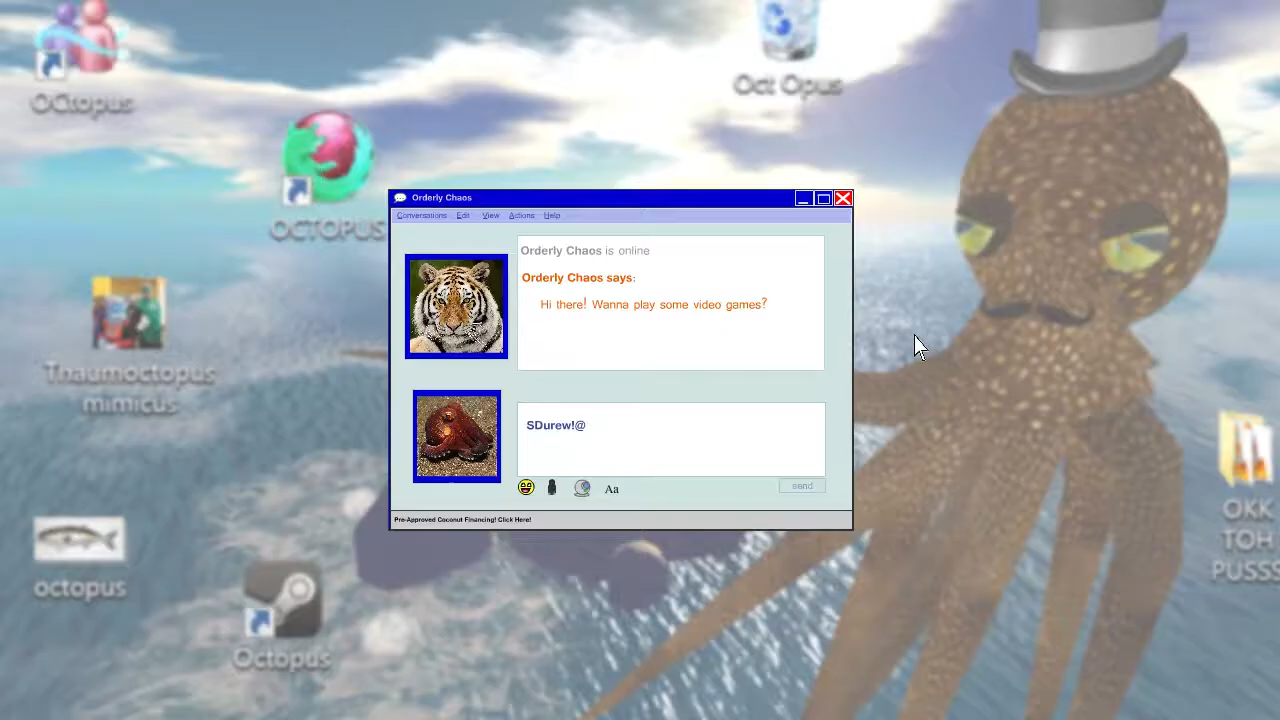 OCtopus
Oct Opus
OCTOPUS
Orderly Chaos
Conversations Edit View Actions Help
Orderly Chaos is online
Orderly Chaos says:
Hi there! Wanna play some video games?
Thaumoctopus
mimicus
SDurew!@
Aa
send
Pre-Approved Coconut Financing! Click Here!
OKK
TOH
PUSSS
octopus
Octopus